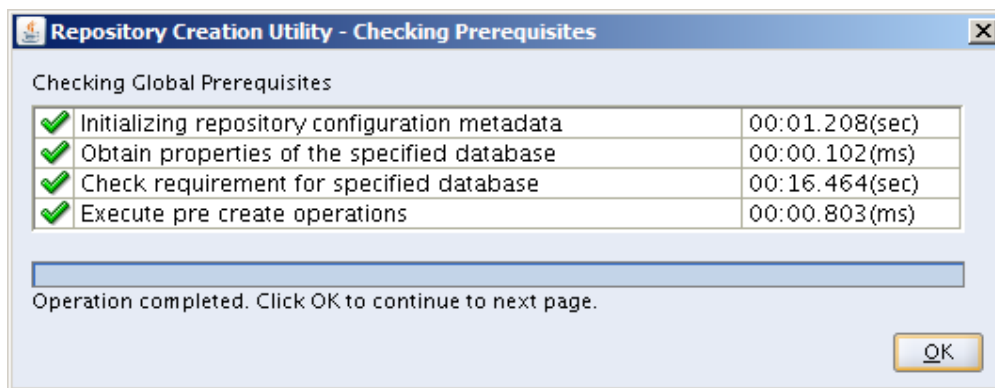 Repository Creation Utility - Checking Prerequisites
Checking Global Prerequisites
Initializing repository configuration metadata 00:01.208(sec)
Obtain properties of the specified database 00:00.102(ms)
Check requirement for specified database 00:16.464(sec)
Execute pre create operations 00:00.803(ms)
Operation completed. Click OK to continue to next page.
OK